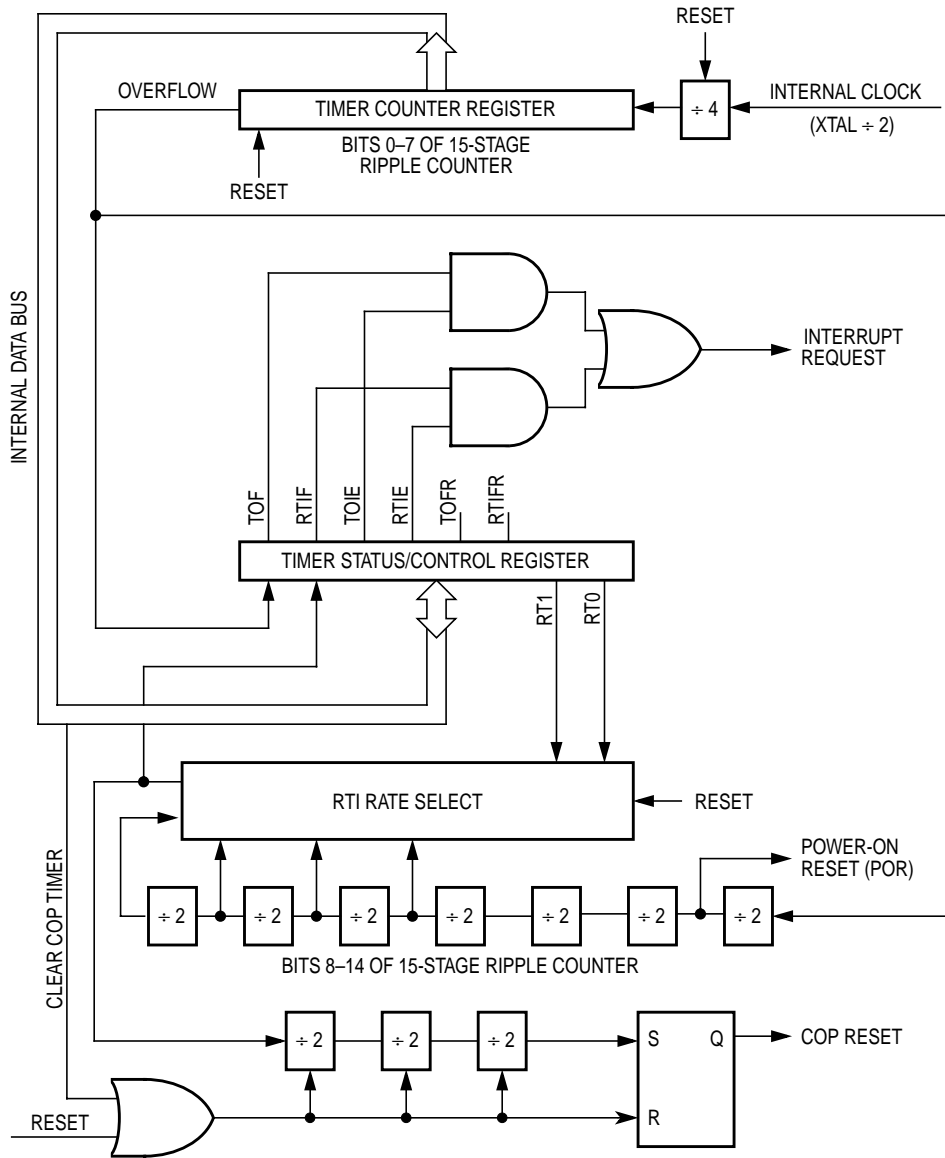 RESET
OVERFLOW
TIMER COUNTER REGISTER
÷ 4
INTERNAL CLOCK
(XTAL ÷ 2)
BITS 0–7 OF 15-STAGE
RIPPLE COUNTER
RESET
INTERNAL DATA BUS
INTERRUPT
REQUEST
TOF
RTIF
TOIE
RTIE
TOFR
RTIFR
TIMER STATUS/CONTROL REGISTER
RT1
RT0
RTI RATE SELECT
RESET
POWER-ON
RESET (POR)
CLEAR COP TIMER
÷ 2
÷ 2
÷ 2
÷ 2
÷ 2
÷ 2
÷ 2
BITS 8–14 OF 15-STAGE RIPPLE COUNTER
÷ 2
÷ 2
÷ 2
S
Q
COP RESET
R
RESET